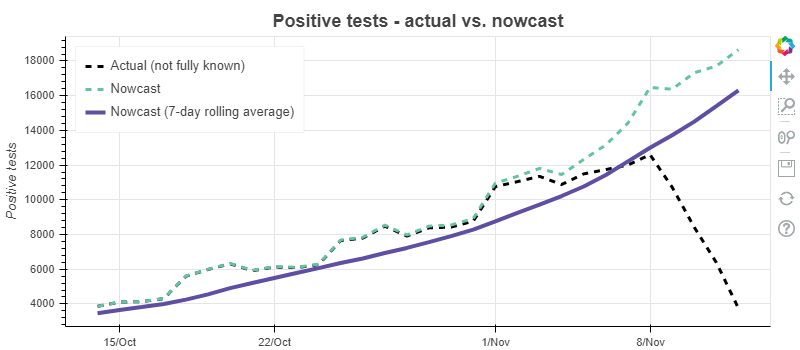 Positive tests - actual vs. nowcast
Actual (not fully known)
Nowcast
Nowcast (7-day rolling average)
Positive tests
18000
16000
14000
12000
10000
8000
6000
4000
15/Oct
22/Oct
1/Nov
8/Nov